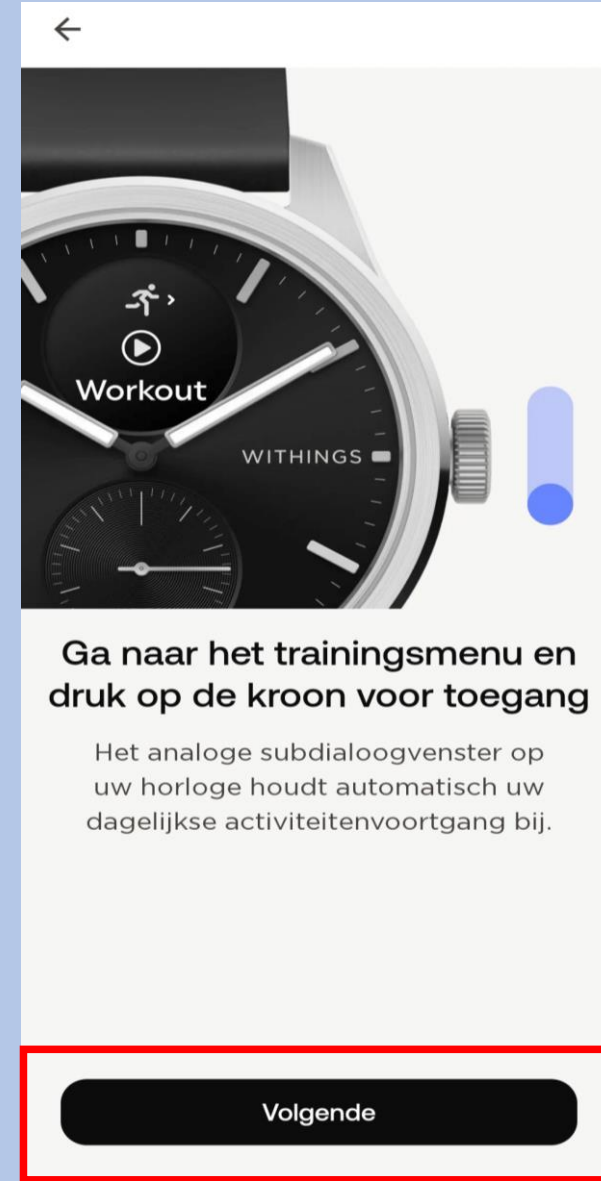 Workout
WITHINGS
Ga naar het trainingsmenu en
druk op de kroon voor toegang
Het analoge subdialoogvenster op
uw horloge houdt automatisch uw
dagelijkse activiteitenvoortgang bij.
Volgende